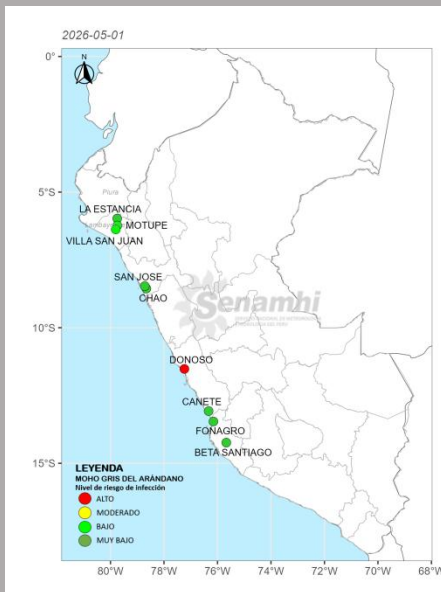 2026-05-01
N
0°
5°S
10°S
15°S
Piura
LA ESTANCIA
MOTUPE
VILLA SAN JUAN
SAN JOSE
CHAO
Senamhi
DONOSO
CANETE
FONAGRO
BETA SANTIAGO
LEYENDA
MOHO GRIS DEL ARÁNDANO
Nivel de riesgo de infección
ALTO
MODERADO
BAJO
MUY BAJO
80°W 78°W 76°W 74°W 72°W 70°W 68°W